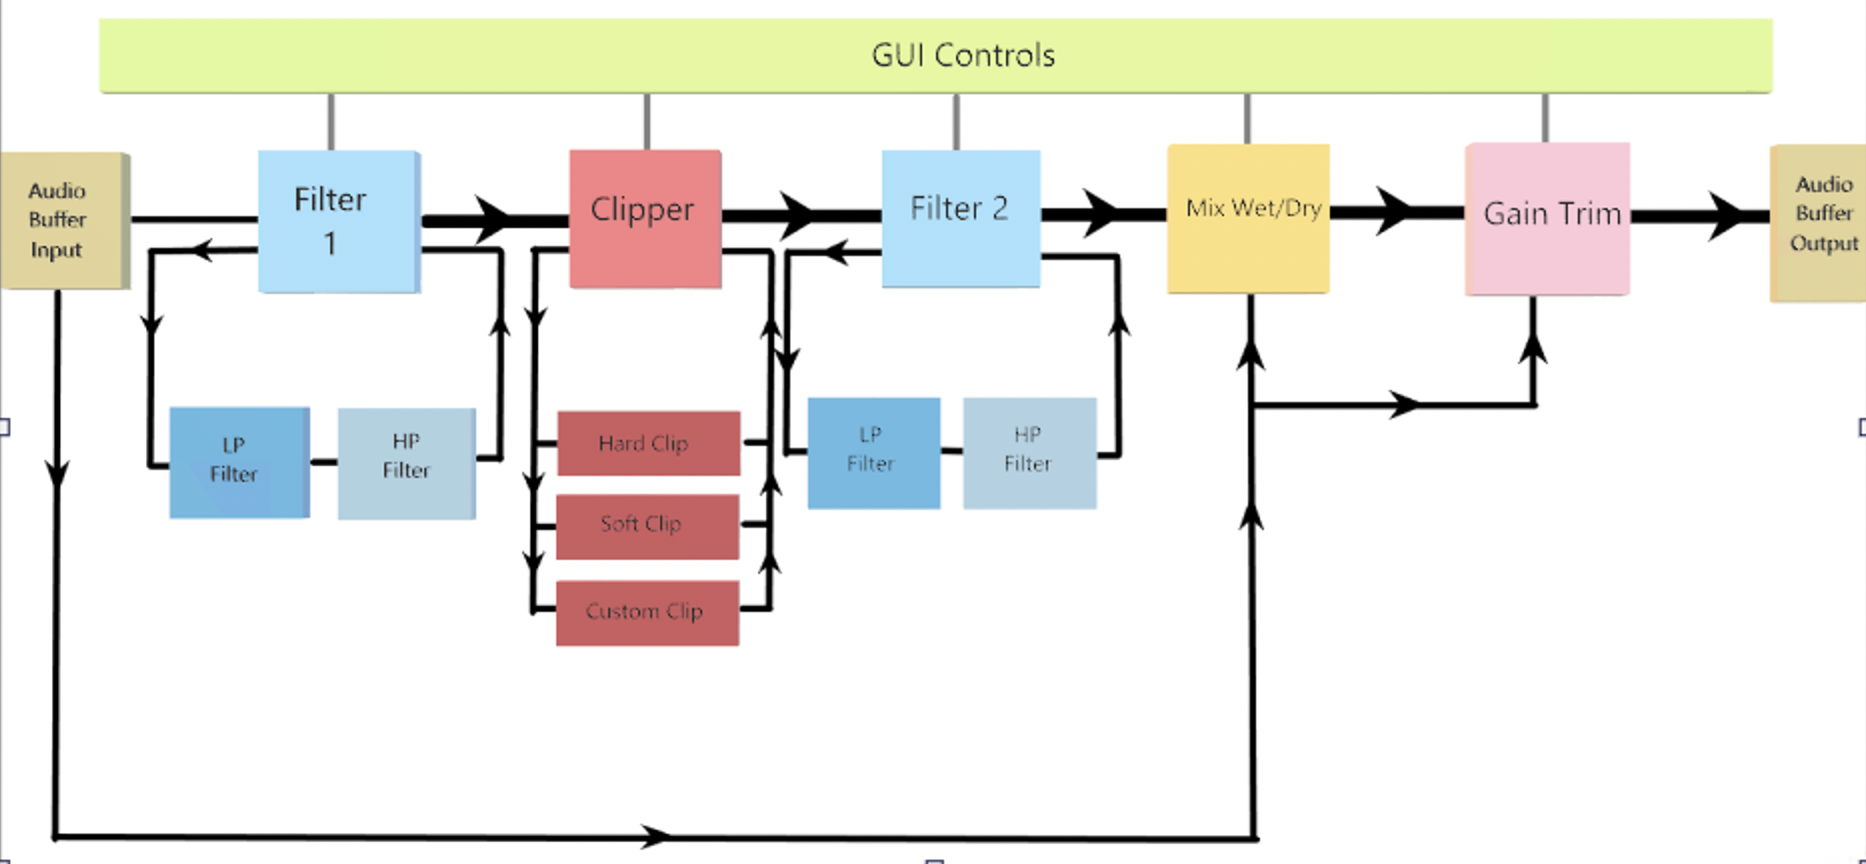 GUI Controls
Audio
Buffer
Input
Filter
1
Clipper
Filter 2
Mix Wet/Dry
Gain Trim
Audio
Buffer
Output
LP
Filter
HP
Filter
Hard Clip
Soft Clip
Custom Clip
LP
Filter
HP
Filter